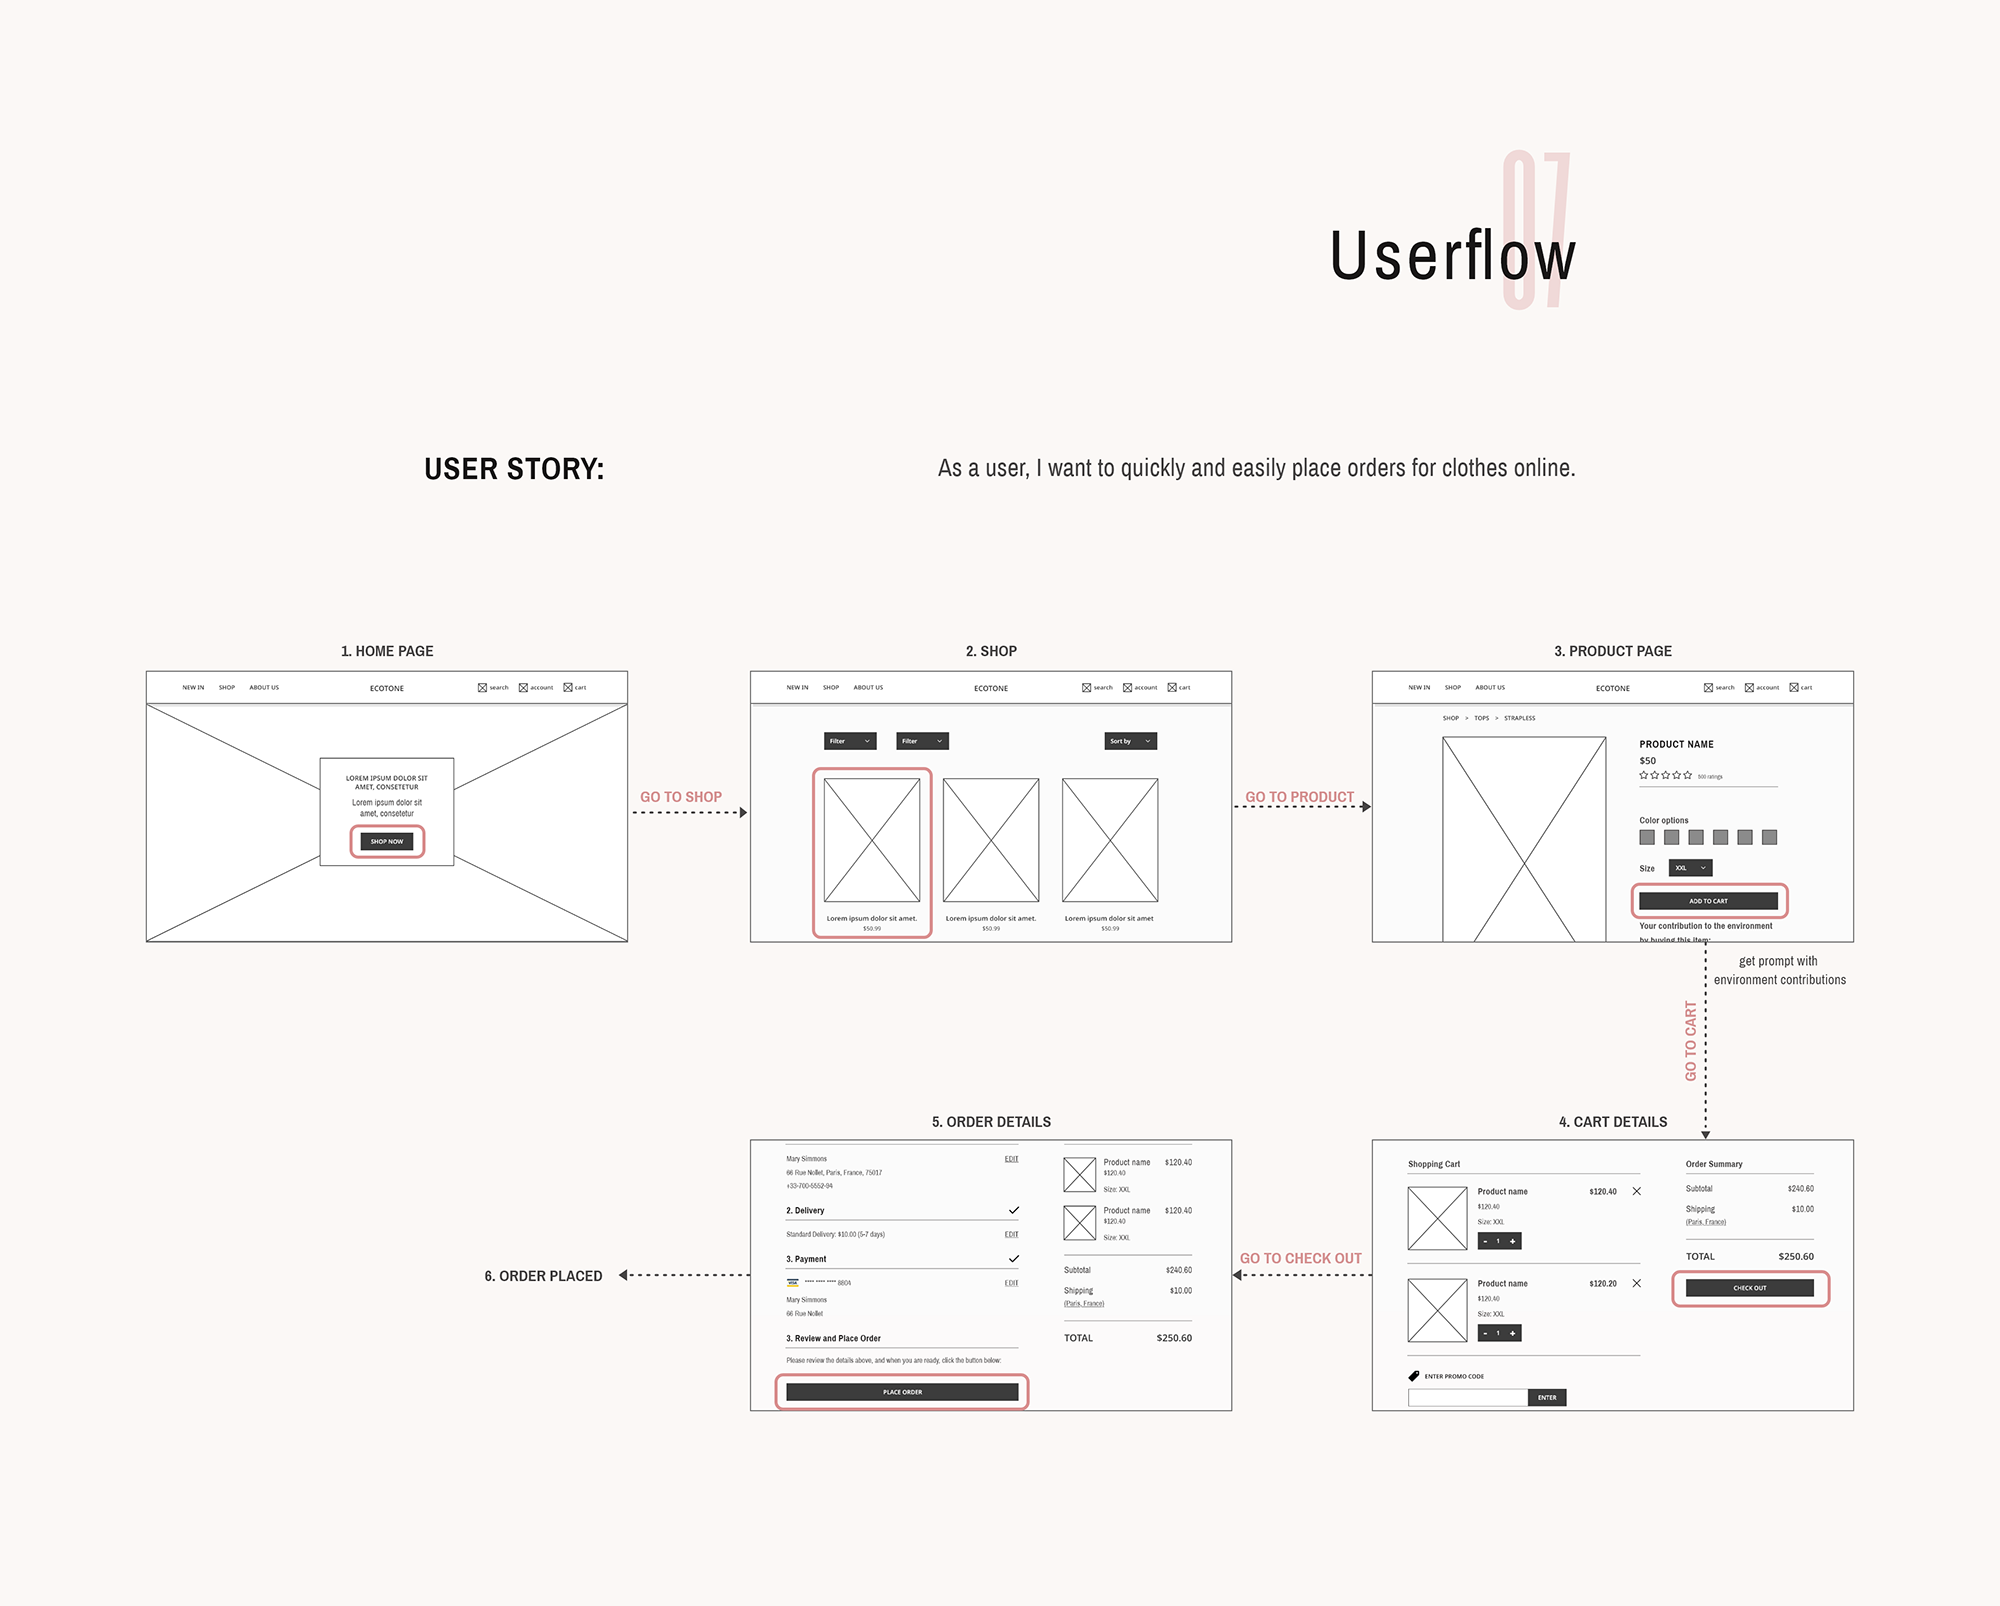 07
Userflow
USER STORY:
As a user, I want to quickly and easily place orders for clothes online.
1. HOME PAGE
NEW IN SHOP ABOUT US ECOTONE search account cart
LOREM IPSUM DOLOR SIT
AMET, CONSETETUR
Lorem ipsum dolor sit
amet, consetetur
SHOP NOW
GO TO SHOP
2. SHOP
NEW IN SHOP ABOUT US ECOTONE search account cart
Filter Filter Sort by
Lorem ipsum dolor sit amet. Lorem ipsum dolor sit amet. Lorem ipsum dolor sit amet
$50.99 $50.99 $50.99
GO TO PRODUCT
3. PRODUCT PAGE
NEW IN SHOP ABOUT US ECOTONE search account cart
SHOP > TOPS > STRAPLESS
PRODUCT NAME
$50
500 ratings
Color options
Size XXL
ADD TO CART
Your contribution to the environment
by buying this item:
get prompt with
environment contributions
GO TO CART
4. CART DETAILS
Shopping Cart
Product name $120.40
$120.40
Size: XXL
- 1 +
Product name $120.20
$120.40
Size: XXL
- 1 +
ENTER PROMO CODE
ENTER
Order Summary
Subtotal $240.60
Shipping $10.00
(Paris, France)
TOTAL $250.60
CHECK OUT
GO TO CHECK OUT
5. ORDER DETAILS
Mary Simmons EDIT
66 Rue Nollet, Paris, France, 75017
+33-700-5552-94
2. Delivery
Standard Delivery: $10.00 (5-7 days) EDIT
3. Payment
VISA **** **** **** 6804 EDIT
Mary Simmons
66 Rue Nollet
3. Review and Place Order
Please review the details above, and when you are ready, click the button below:
PLACE ORDER
Product name $120.40
$120.40
Size: XXL
Product name $120.40
$120.40
Size: XXL
Subtotal $240.60
Shipping $10.00
(Paris, France)
TOTAL $250.60
6. ORDER PLACED